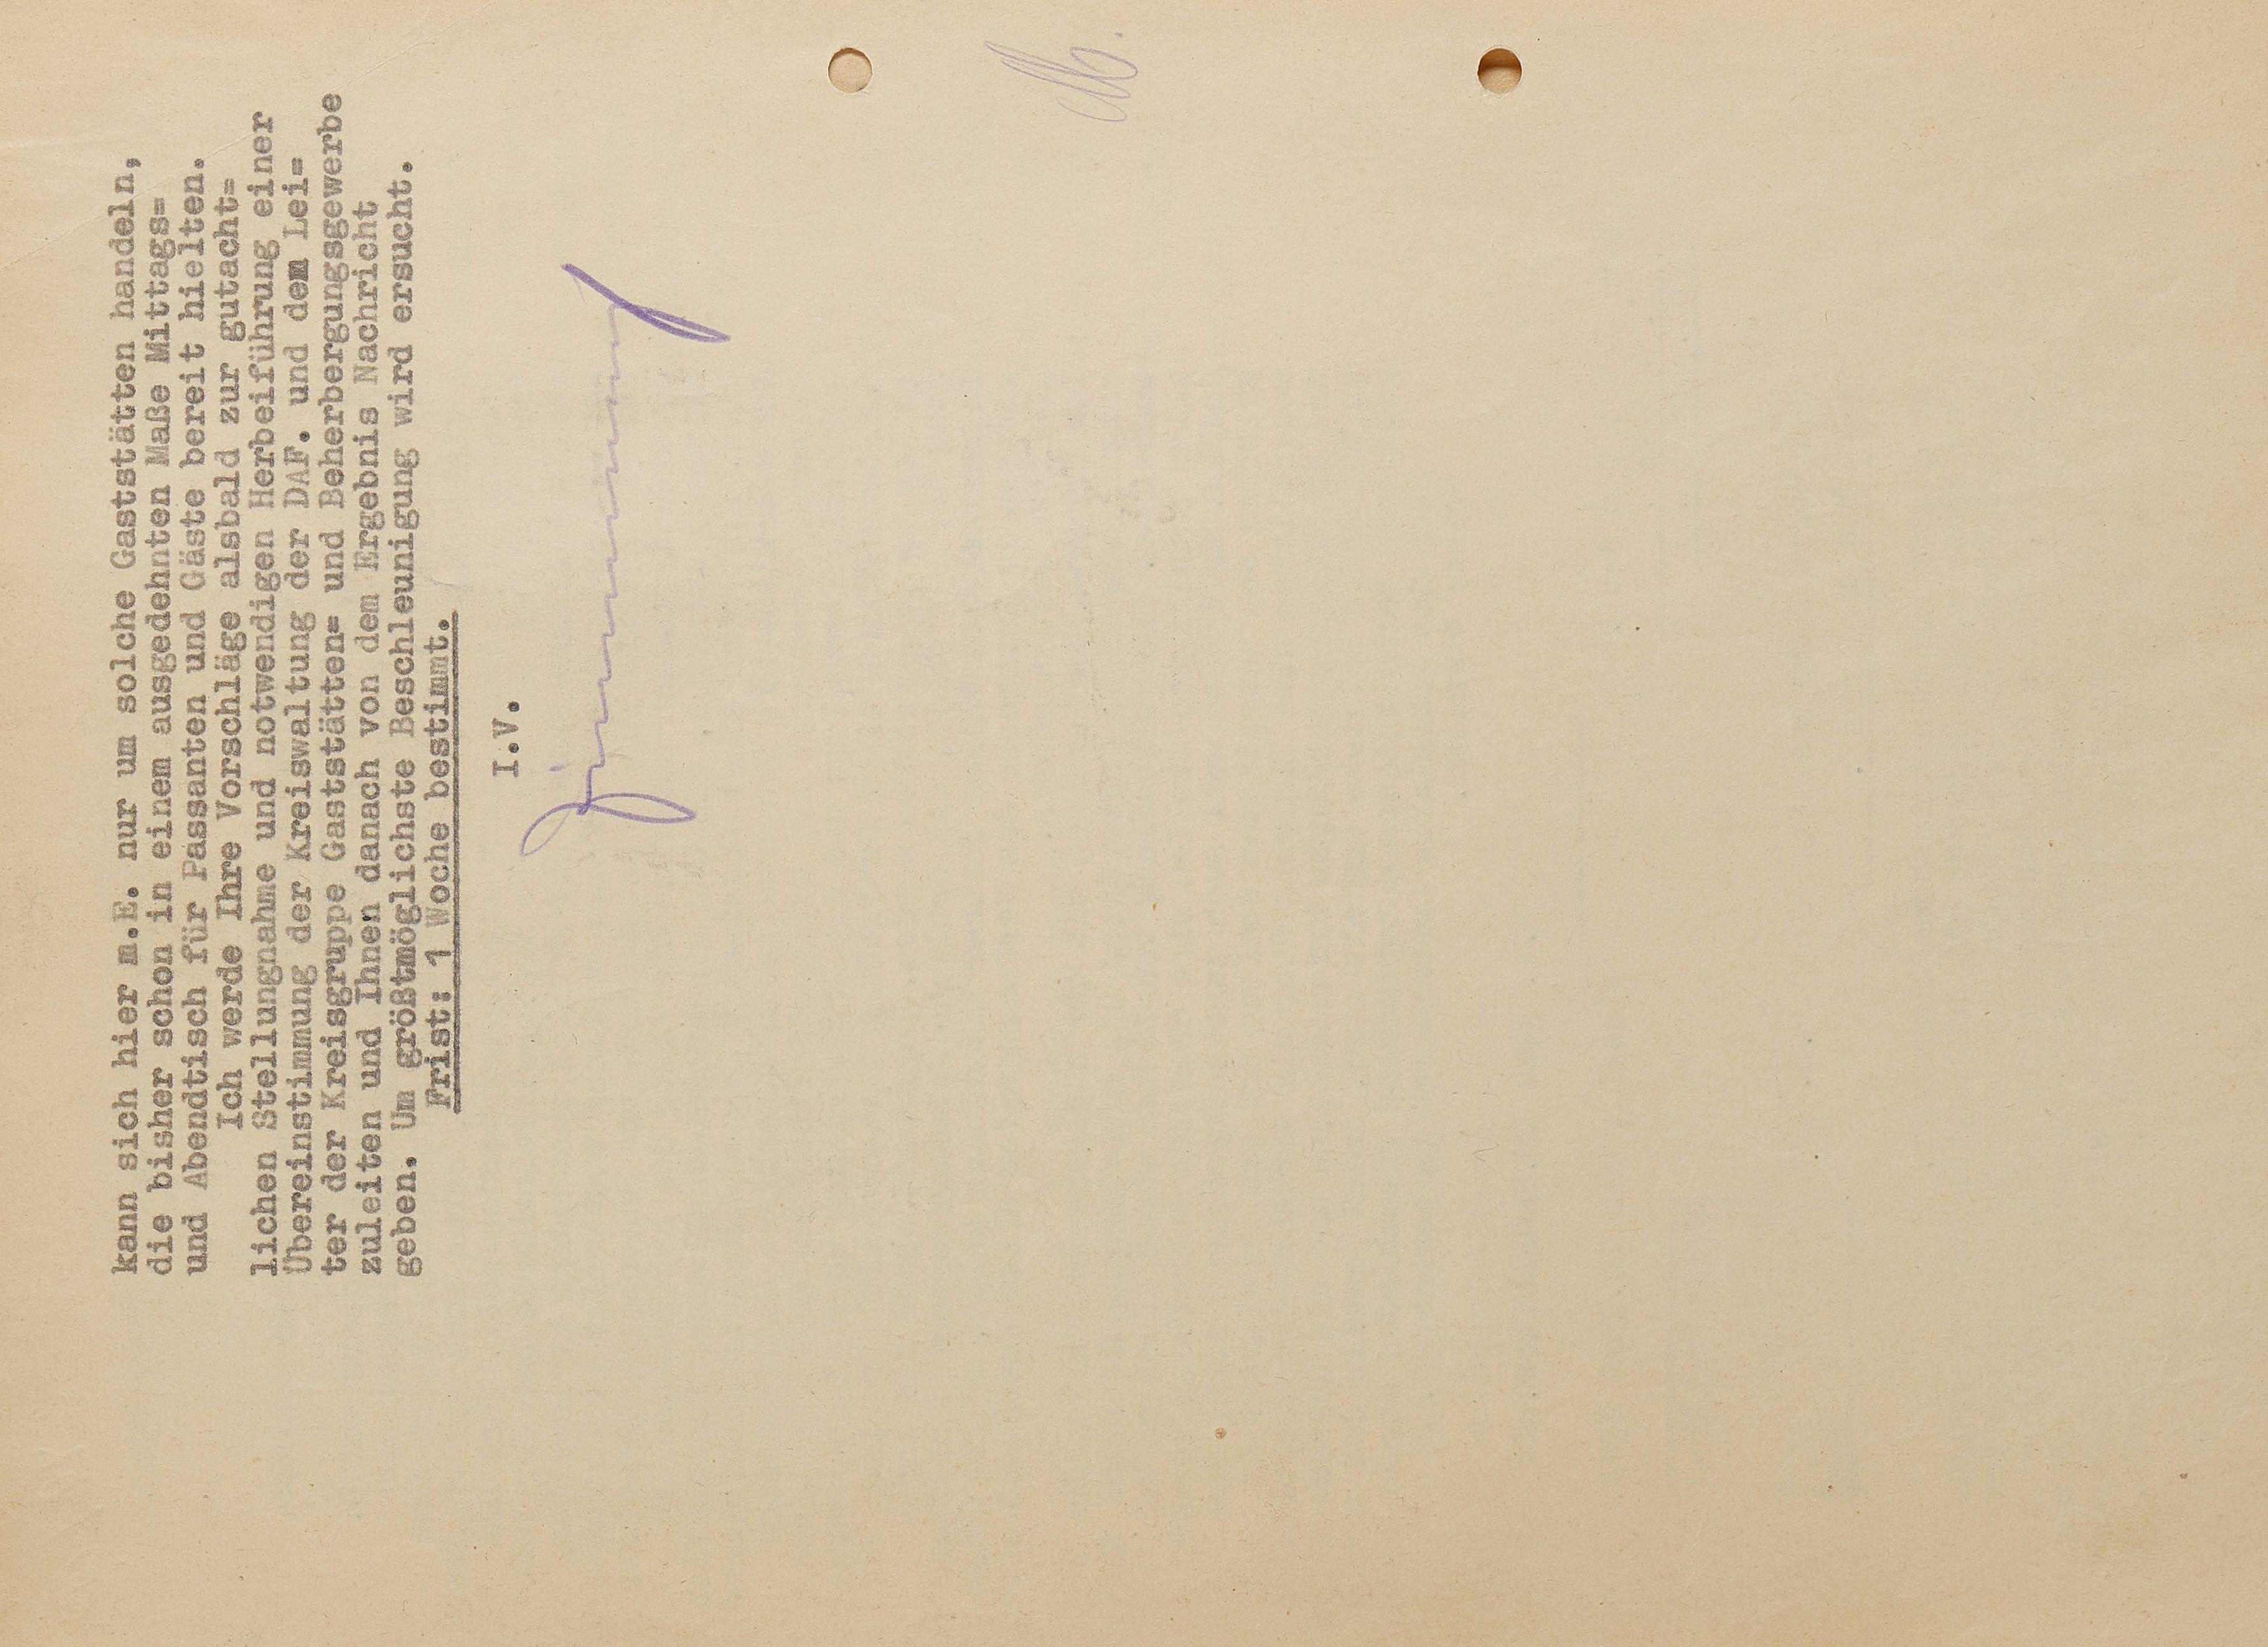 kann sich hier m.E. nur um solche Gaststätten handeln,
die bisher schon in einem ausgedehnten Maße Mittags=
und Abendtisch für Passanten und Gäste bereit hielten.
Ich werde Ihre Vorschläge alsbald zur gutacht=
lichen Stellungnahme und notwendigen Herbeiführung einer
Übereinstimmung der Kreiswaltung der DAF. und dem Lei=
ter der Kreisgruppe Gaststätten= und Beherbergungsgewerbe
zuleiten und Ihnen danach von dem Ergebnis Nachricht
geben. Um größtmöglichste Beschleunigung wird ersucht.
Frist: 1 Woche bestimmt.
I.V.